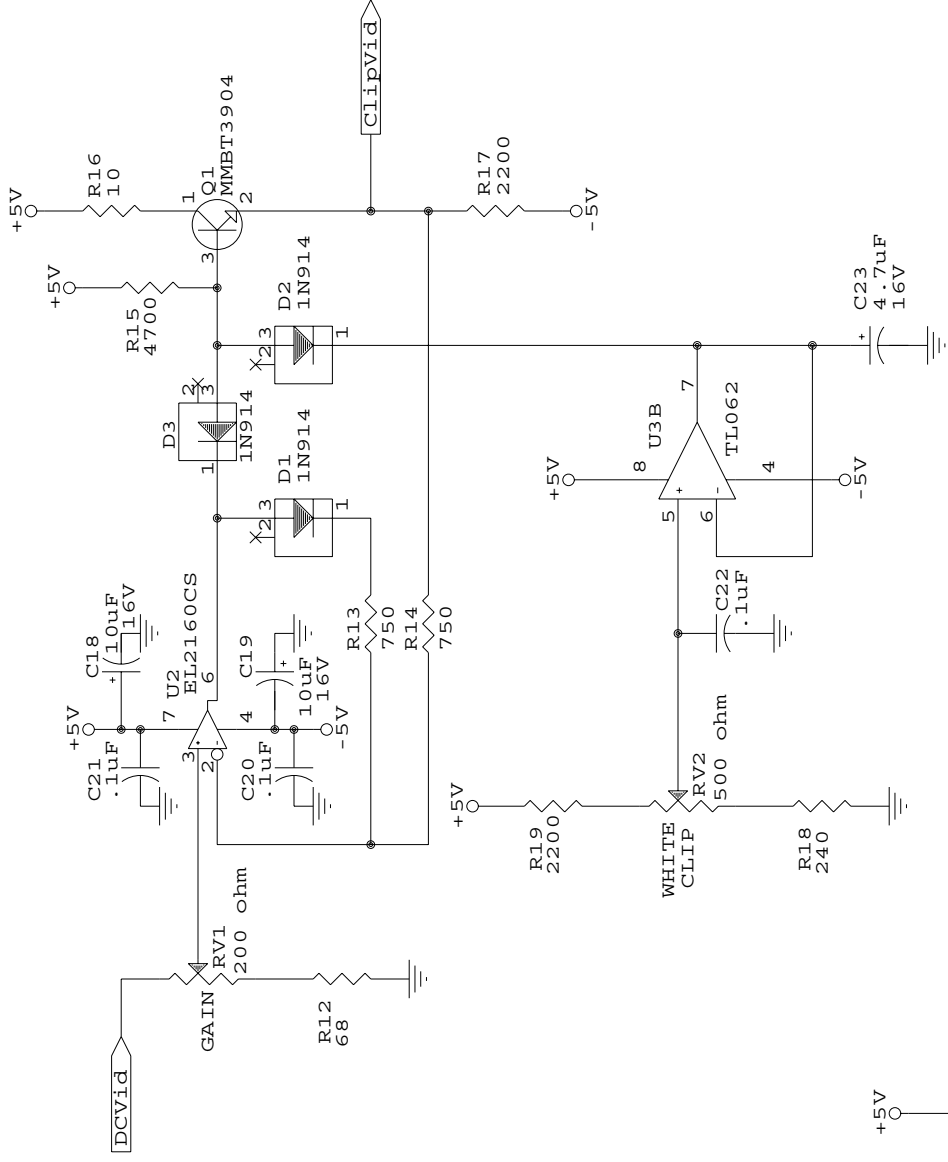 +5V
R16
10
1
Q1
MMBT3904
2
3
ClipVid
R17
2200
-5V
+5V
R15
4700
D2
1N914
3
2
1
D3
1N914
2
3
1
D1
1N914
3
2
1
C18
10uF
16V
+5V
C21
.1uF
7
U2
EL2160CS
6
3
2
4
+
-
C19
10uF
16V
+
+
C20
.1uF
-5V
R13
750
R14
750
DCVid
GAIN
RV1
200 ohm
R12
68
+5V
R19
2200
WHITE
CLIP
RV2
500 ohm
R18
240
C22
.1uF
+5V
8
U3B
TL062
7
5
6
+
-
4
-5V
C23
4.7uF
16V
+
+5V